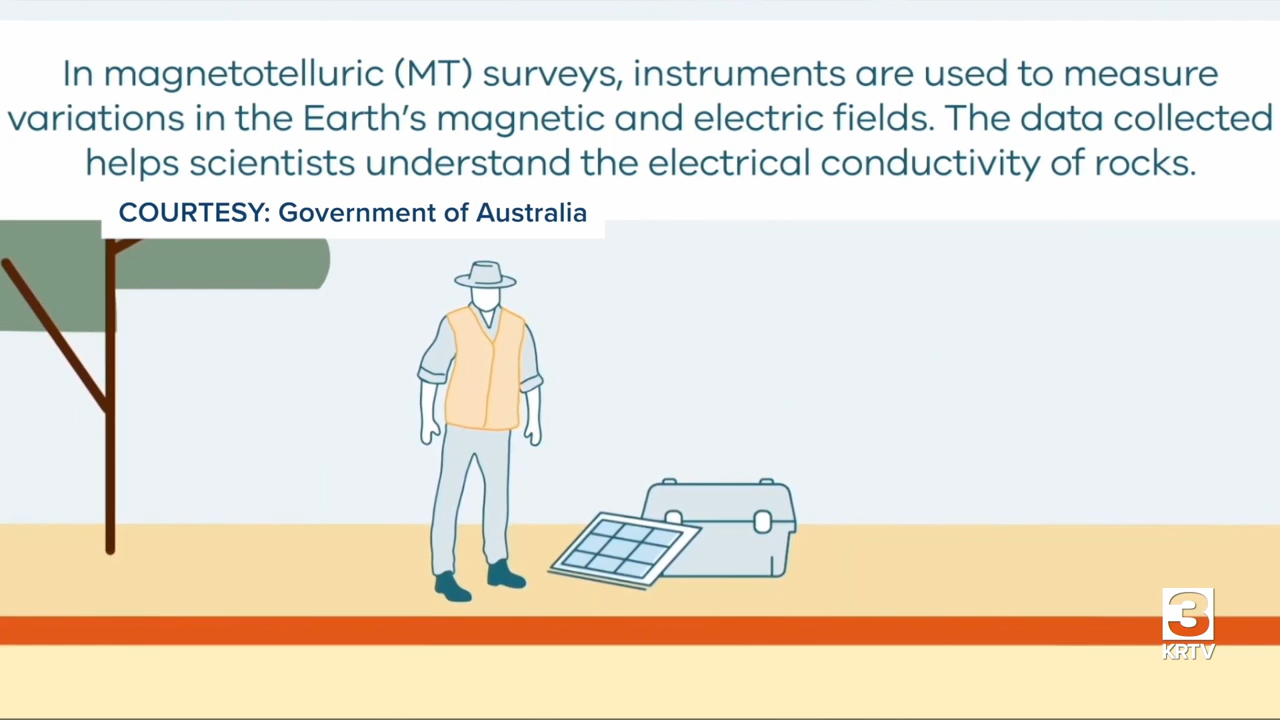 In magnetotelluric (MT) surveys, instruments are used to measure
variations in the Earth's magnetic and electric fields. The data collected
helps scientists understand the electrical conductivity of rocks.
COURTESY: Government of Australia
3
KRTV